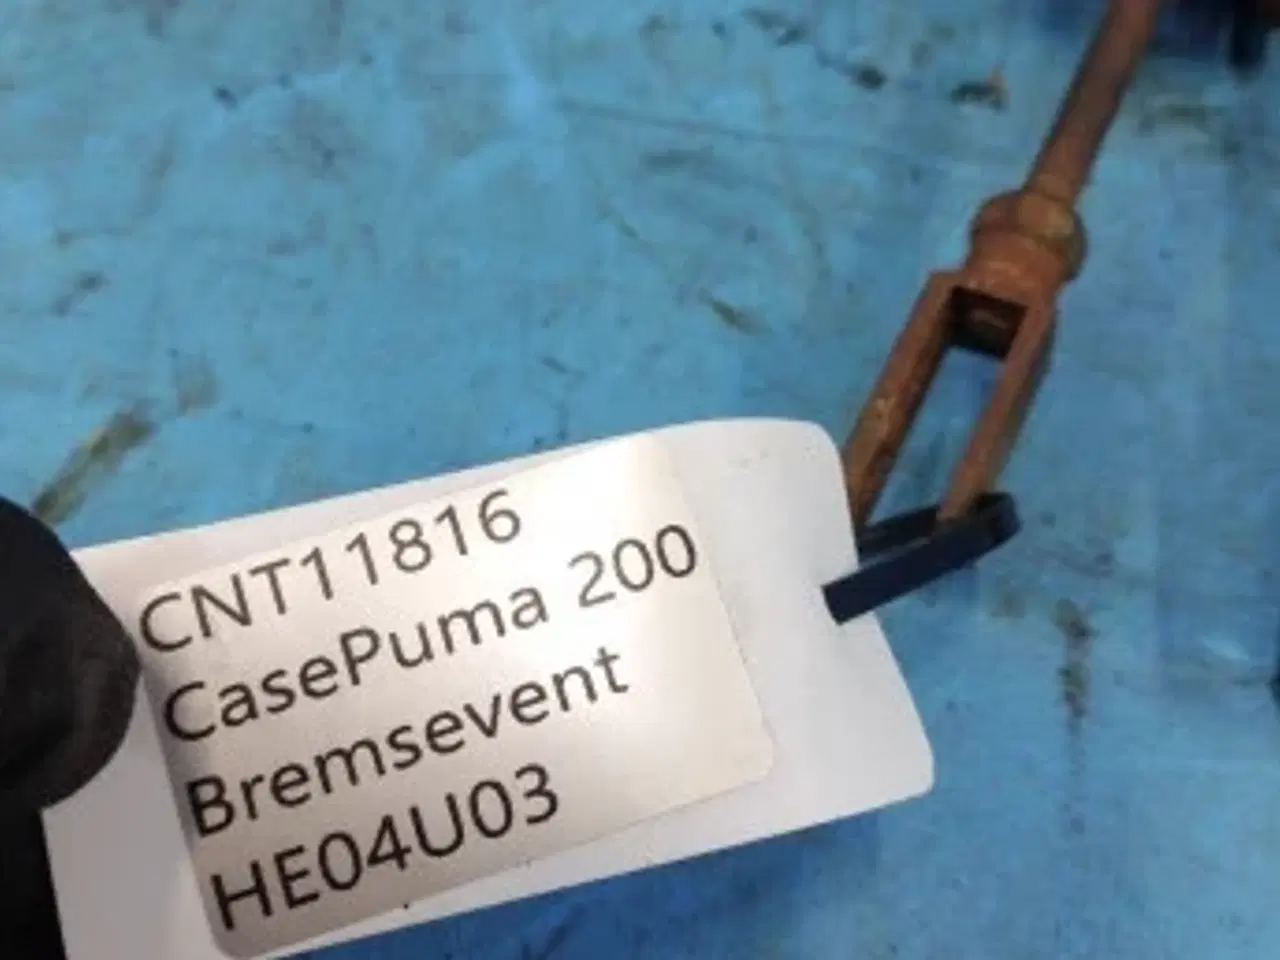 CNT11816
CasePuma 200
Bremsevent
HE04U03